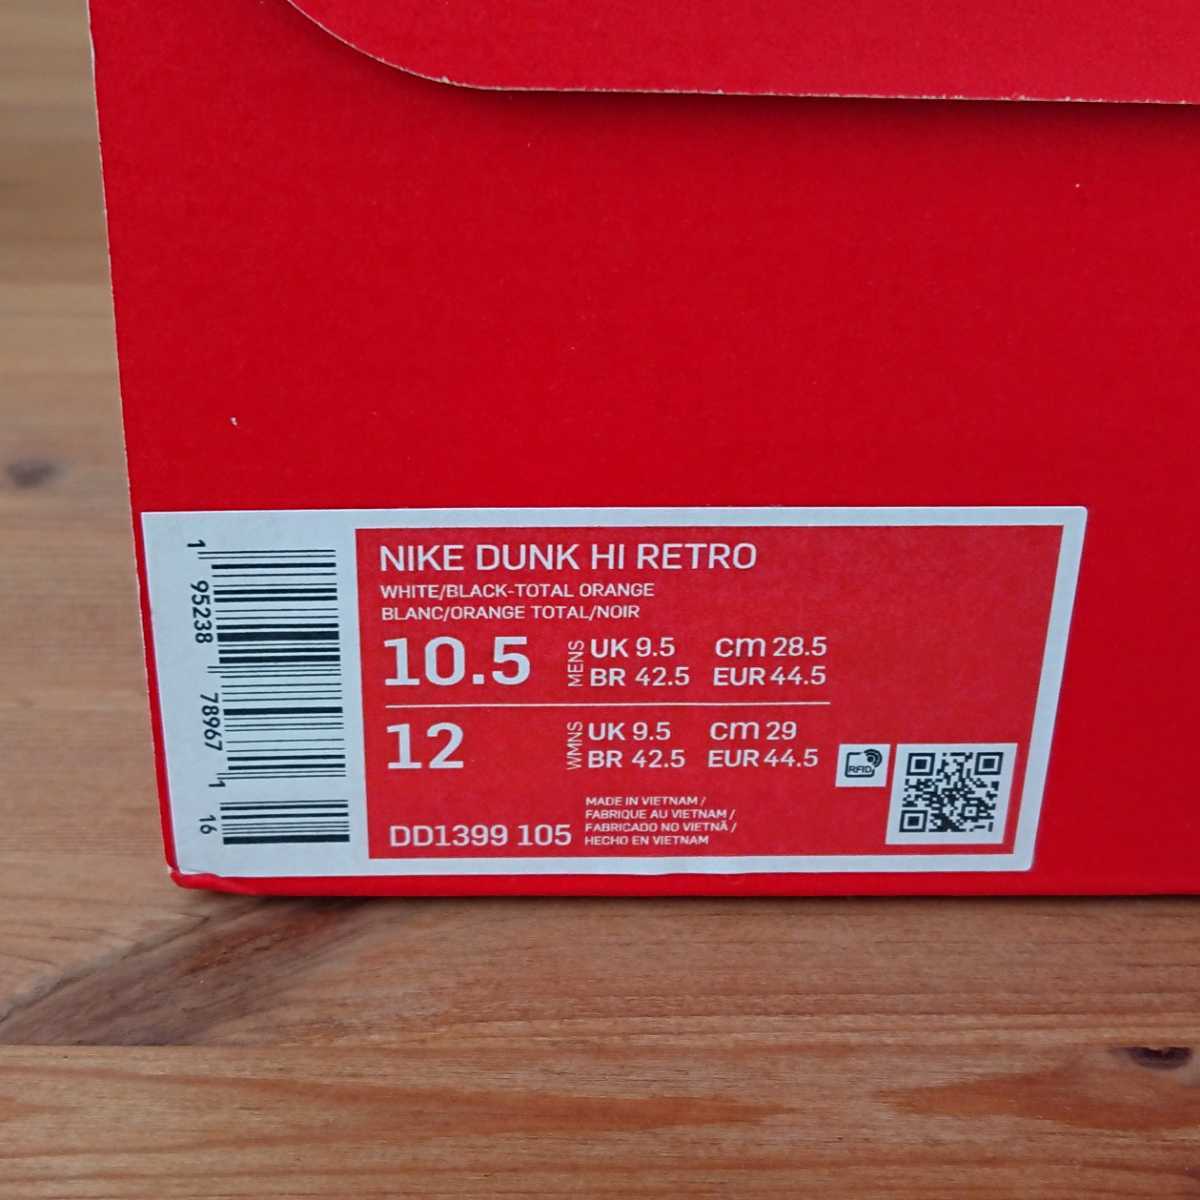 NIKE DUNK HI RETRO
WHITE/BLACK-TOTAL ORANGE
BLANC/ORANGE TOTAL/NOIR
10.5 MENS UK 9.5 cm 28.5
BR 42.5 EUR 44.5
12 WMNS UK 9.5 cm 29
BR 42.5 EUR 44.5
RFID
DD1399 105
MADE IN VIETNAM /
FABRIQUE AU VIETNAM /
FABRICADO NO VIETNÃ /
HECHO EN VIETNAM
1 95238 78967 1 16